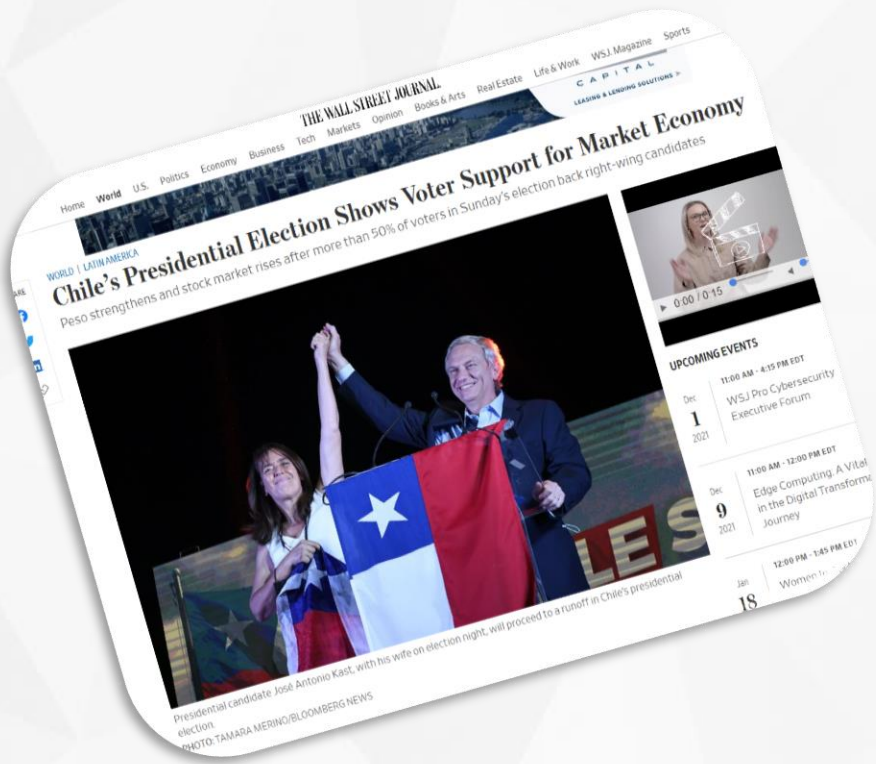 THE WALL STREET JOURNAL.
Home World U.S. Politics Economy Business Tech Markets Opinion Books & Arts Real Estate Life & Work WSJ. Magazine Sports
CAPITAL
LEASING & LENDING SOLUTIONS >
WORLD | LATIN AMERICA
Chile's Presidential Election Shows Voter Support for Market Economy
Peso strengthens and stock market rises after more than 50% of voters in Sunday's election back right-wing candidates
0:00 / 0:15
UPCOMING EVENTS
Dec
1
2021
11:00 AM - 4:15 PM EDT
WSJ Pro Cybersecurity
Executive Forum
Dec
9
2021
11:00 AM - 12:00 PM EDT
Edge Computing: A Vital
in the Digital Transforma
Journey
Jan
18
12:00 PM - 1:45 PM EDT
Women
LE S
Presidential candidate José Antonio Kast, with his wife on election night, will proceed to a runoff in Chile's presidential
election.
PHOTO: TAMARA MERINO/BLOOMBERG NEWS